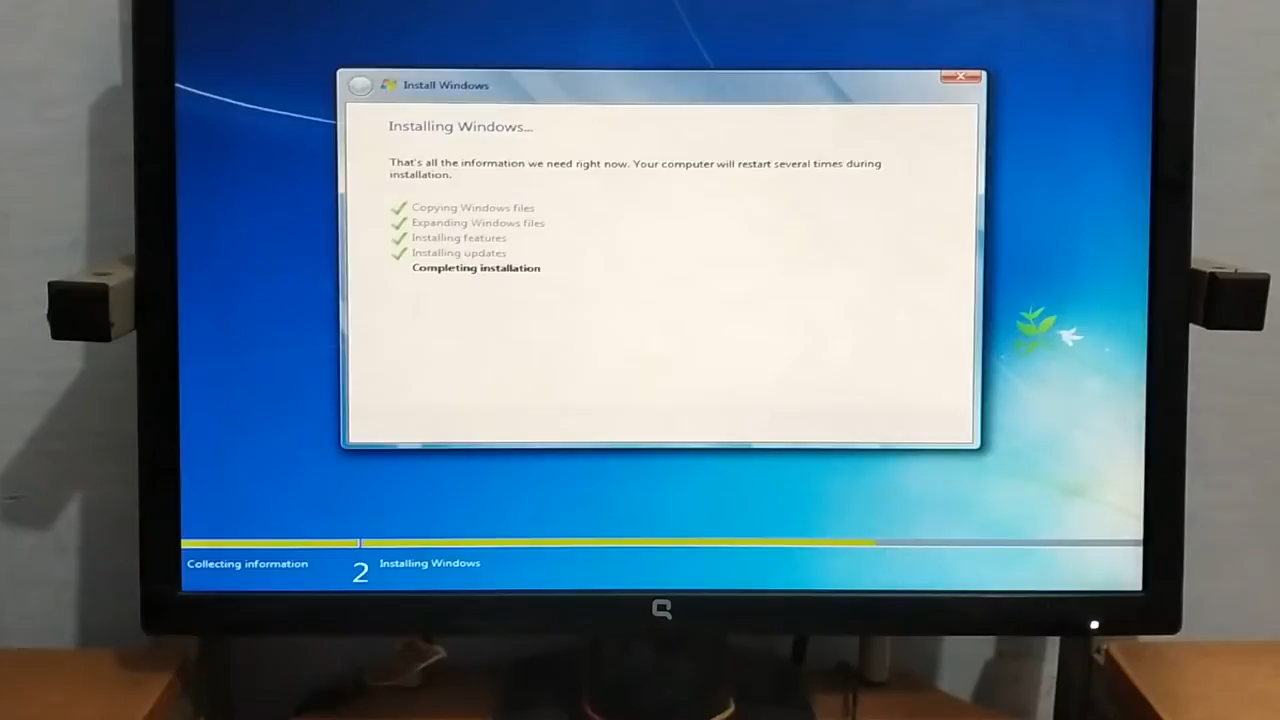 Install Windows
Installing Windows...
That's all the information we need right now. Your computer will restart several times during
installation.
Copying Windows files
Expanding Windows files
Installing features
Installing updates
Completing installation
Collecting information
2 Installing Windows